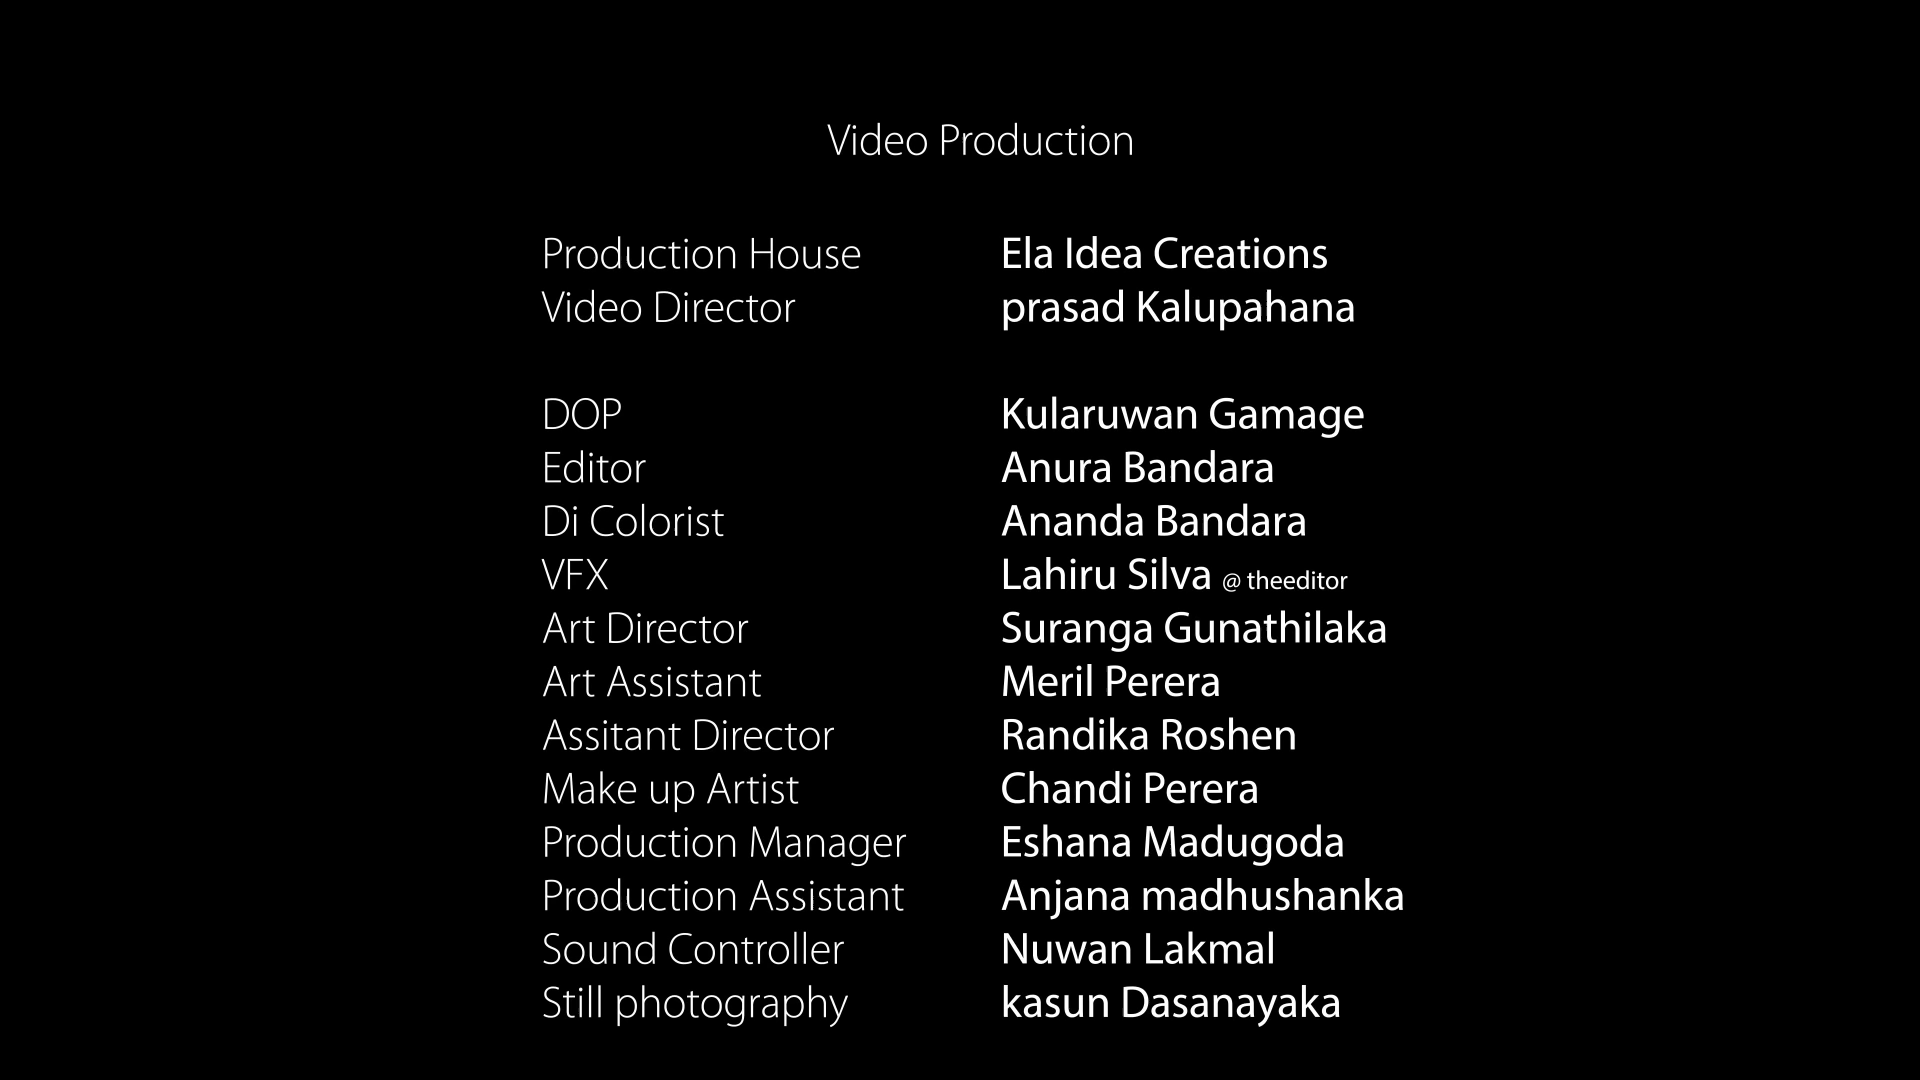 Video Production
Production House Ela Idea Creations
Video Director prasad Kalupahana
DOP Kularuwan Gamage
Editor Anura Bandara
Di Colorist Ananda Bandara
VFX Lahiru Silva @ theeditor
Art Director Suranga Gunathilaka
Art Assistant Meril Perera
Assitant Director Randika Roshen
Make up Artist Chandi Perera
Production Manager Eshana Madugoda
Production Assistant Anjana madhushanka
Sound Controller Nuwan Lakmal
Still photography kasun Dasanayaka